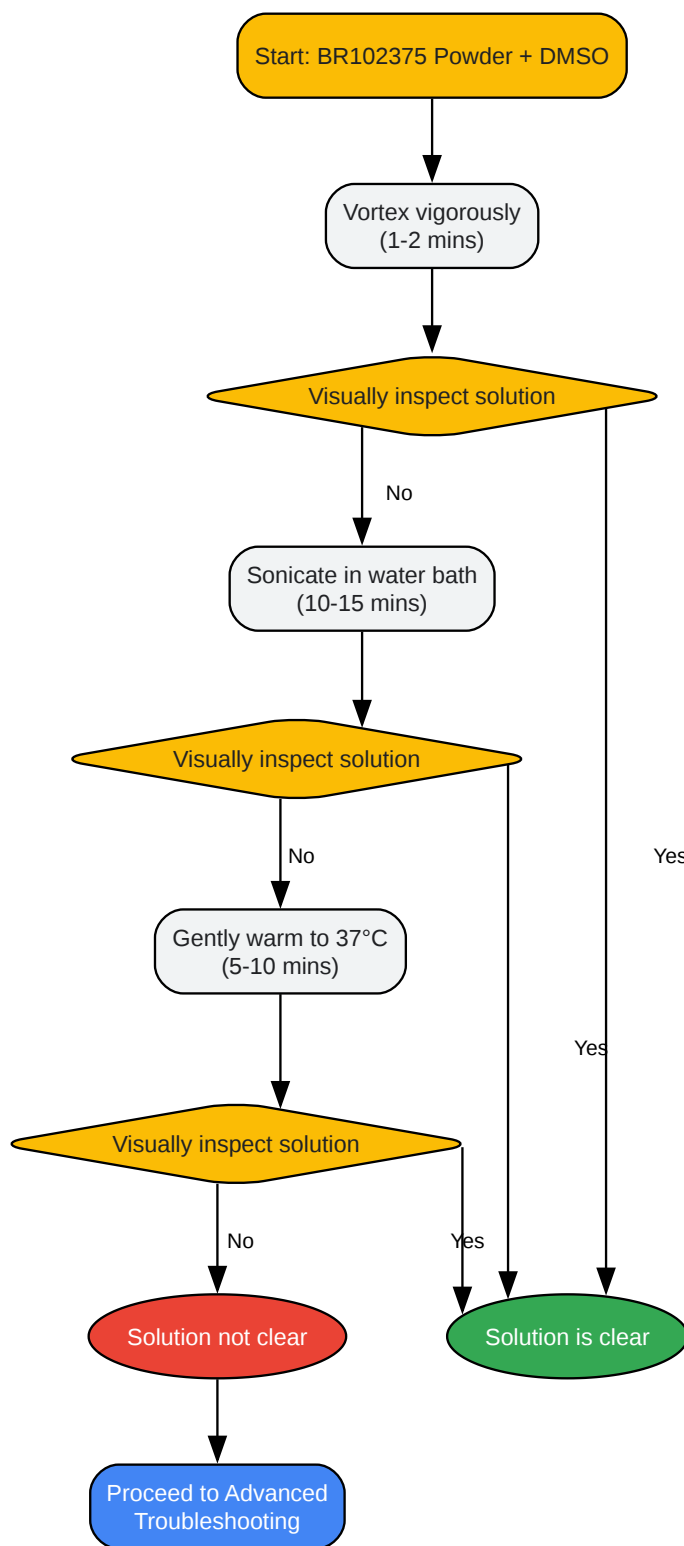 Start: BR102375 Powder + DMSO
Vortex vigorously
(1-2 mins)
Visually inspect solution
No
Sonicate in water bath
(10-15 mins)
Visually inspect solution
No
Yes
Gently warm to 37°C
(5-10 mins)
Yes
Visually inspect solution
No
Yes
Solution not clear
Solution is clear
Proceed to Advanced
Troubleshooting